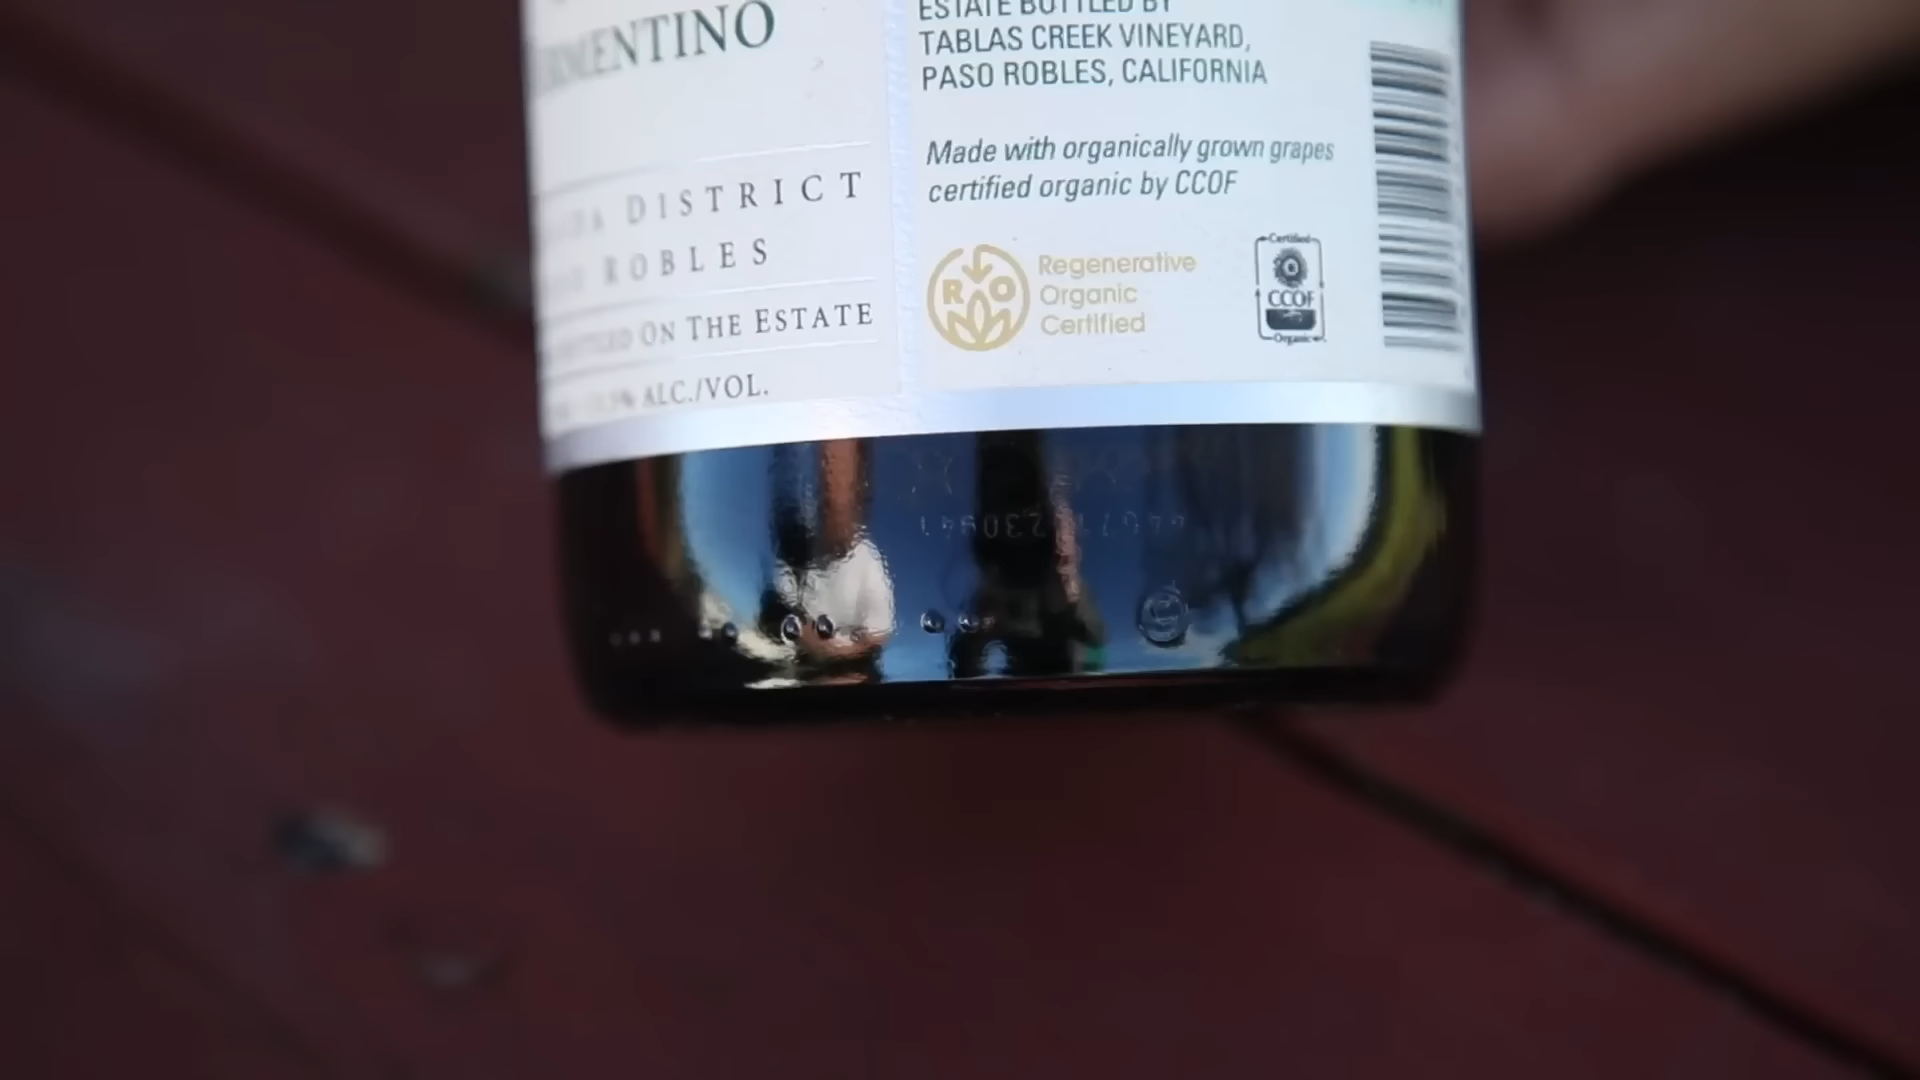 DISTRICT
ROBLES
ON THE ESTATE
ALC./VOL.
ESTATE BOTTLED BY
TABLAS CREEK VINEYARD,
PASO ROBLES, CALIFORNIA
Made with organically grown grapes
certified organic by CCOF
R O
Regenerative
Organic
Certified
Certified
CCOF
Organic